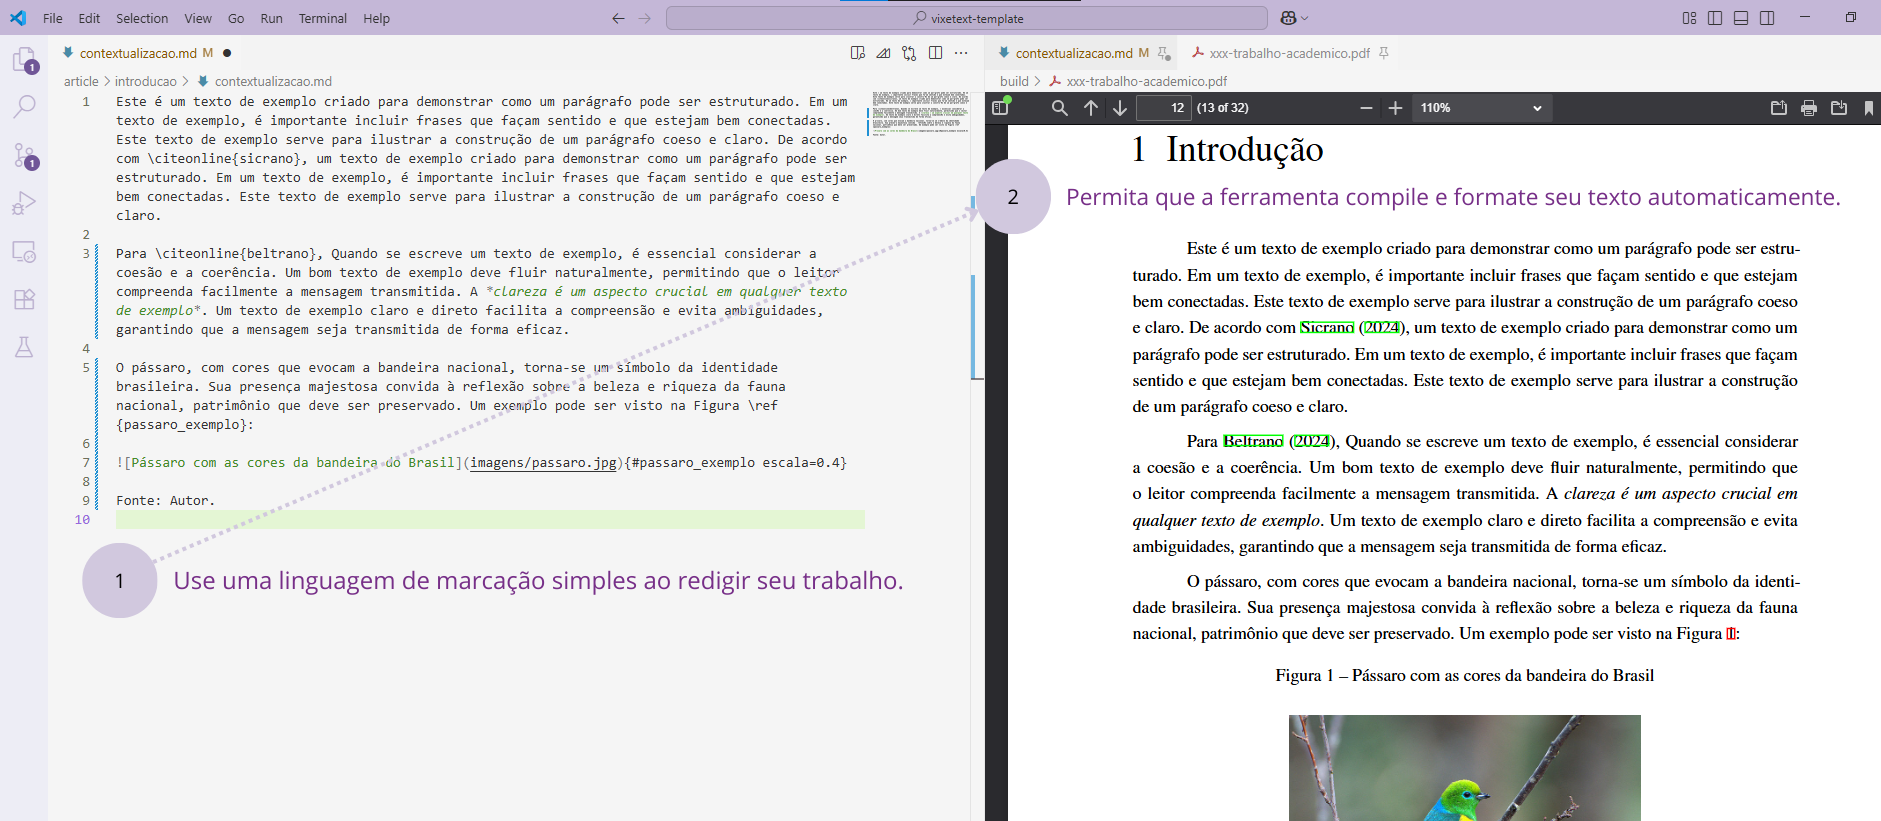 File Edit Selection View Go Run Terminal Help
vixetext-template
contextualizacao.md M
article > introducao > contextualizacao.md
1 Este é um texto de exemplo criado para demonstrar como um parágrafo pode ser estruturado. Em um
texto de exemplo, é importante incluir frases que façam sentido e que estejam bem conectadas.
Este texto de exemplo serve para ilustrar a construção de um parágrafo coeso e claro. De acordo
com \citeonline{sicrano}, um texto de exemplo criado para demonstrar como um parágrafo pode ser
estruturado. Em um texto de exemplo, é importante incluir frases que façam sentido e que estejam
bem conectadas. Este texto de exemplo serve para ilustrar a construção de um parágrafo coeso e
claro.
2
3 Para \citeonline{beltrano}, Quando se escreve um texto de exemplo, é essencial considerar a
coesão e a coerência. Um bom texto de exemplo deve fluir naturalmente, permitindo que o leitor
compreenda facilmente a mensagem transmitida. A *clareza é um aspecto crucial em qualquer texto
de exemplo*. Um texto de exemplo claro e direto facilita a compreensão e evita ambiguidades,
garantindo que a mensagem seja transmitida de forma eficaz.
4
5 O pássaro, com cores que evocam a bandeira nacional, torna-se um símbolo da identidade
brasileira. Sua presença majestosa convida à reflexão sobre a beleza e riqueza da fauna
nacional, patrimônio que deve ser preservado. Um exemplo pode ser visto na Figura \ref
{passaro_exemplo}:
6
7 ![Pássaro com as cores da bandeira do Brasil](imagens/passaro.jpg){#passaro_exemplo escala=0.4}
8
9 Fonte: Autor.
10
1
1
1 Use uma linguagem de marcação simples ao redigir seu trabalho.
contextualizacao.md M
xxx-trabalho-academico.pdf
build > xxx-trabalho-academico.pdf
12 (13 of 32)
110%
1 Introdução
2 Permita que a ferramenta compile e formate seu texto automaticamente.
Este é um texto de exemplo criado para demonstrar como um parágrafo pode ser estru-
turado. Em um texto de exemplo, é importante incluir frases que façam sentido e que estejam
bem conectadas. Este texto de exemplo serve para ilustrar a construção de um parágrafo coeso
e claro. De acordo com Sicrano (2024), um texto de exemplo criado para demonstrar como um
parágrafo pode ser estruturado. Em um texto de exemplo, é importante incluir frases que façam
sentido e que estejam bem conectadas. Este texto de exemplo serve para ilustrar a construção
de um parágrafo coeso e claro.
Para Beltrano (2024), Quando se escreve um texto de exemplo, é essencial considerar
a coesão e a coerência. Um bom texto de exemplo deve fluir naturalmente, permitindo que
o leitor compreenda facilmente a mensagem transmitida. A clareza é um aspecto crucial em
qualquer texto de exemplo. Um texto de exemplo claro e direto facilita a compreensão e evita
ambiguidades, garantindo que a mensagem seja transmitida de forma eficaz.
O pássaro, com cores que evocam a bandeira nacional, torna-se um símbolo da identi-
dade brasileira. Sua presença majestosa convida à reflexão sobre a beleza e riqueza da fauna
nacional, patrimônio que deve ser preservado. Um exemplo pode ser visto na Figura 1:
Figura 1 – Pássaro com as cores da bandeira do Brasil